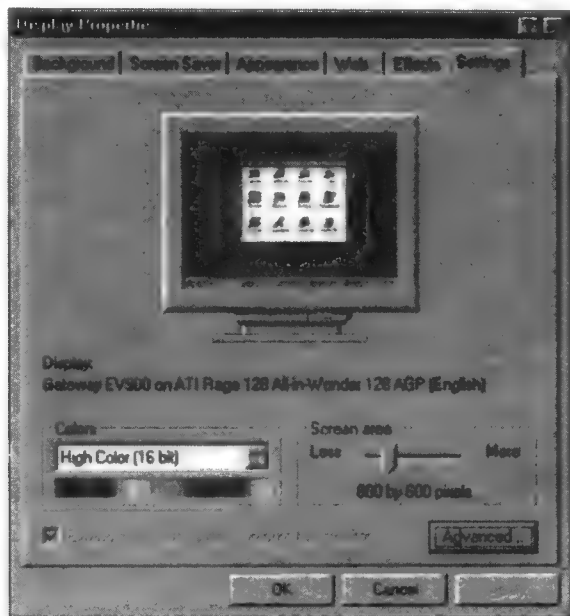 Display Properties
Background Screen Saver Appearance Web Effects Settings
Display:
Gateway EV900 on ATI Rage 128 All-in-Wonder 128 AGP (English)
Colors
Screen area
High Color (16 bit)
Less More
800 by 600 pixels
Advanced...
OK Cancel